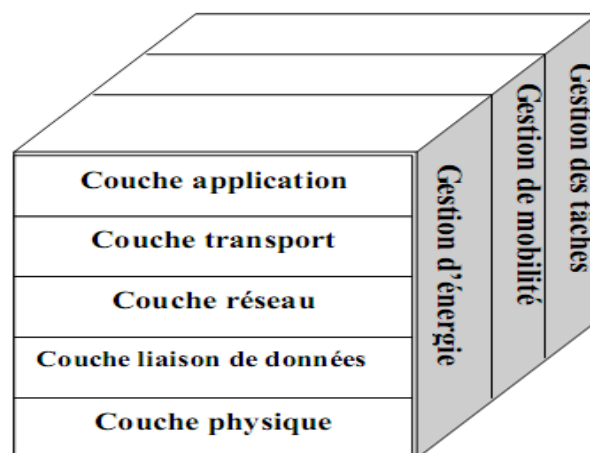 Couche application
Couche transport
Couche réseau
Couche liaison de données
Couche physique
Gestion d'énergie
Gestion de mobilité
Gestion des tâches